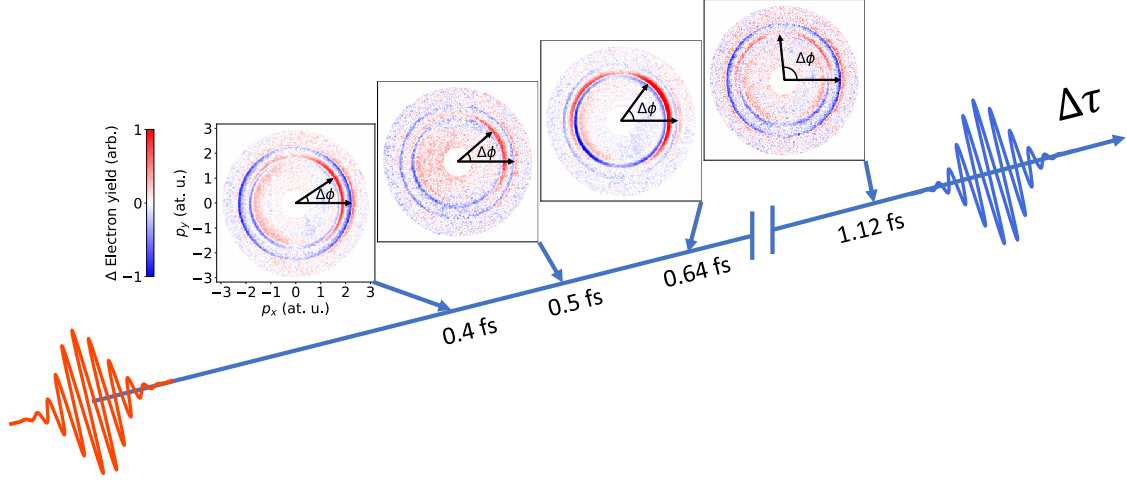 Δ Electron yield (arb.)
1
0
−1
3
2
1
0
−1
−2
−3
p_y (at. u.)
−3 −2 −1 0 1 2 3
p_x (at. u.)
Δϕ
Δϕ
Δϕ
Δϕ
Δτ
0.4 fs
0.5 fs
0.64 fs
1.12 fs